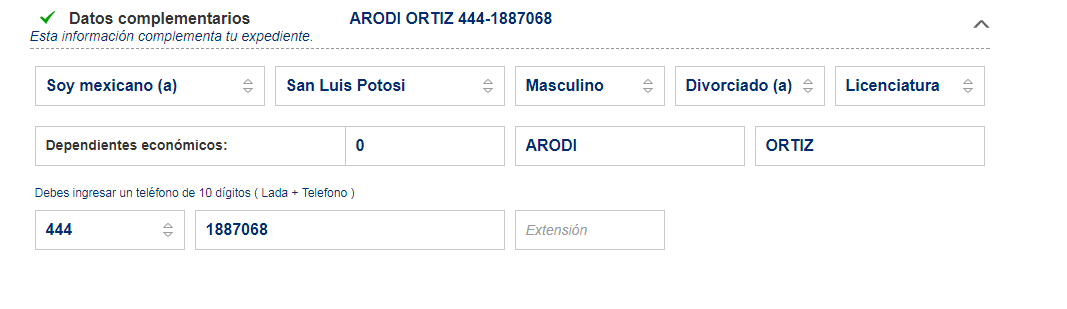 Datos complementarios ARODI ORTIZ 444-1887068
Esta información complementa tu expediente.
Soy mexicano (a) San Luis Potosi Masculino Divorciado (a) Licenciatura
Dependientes económicos: 0 ARODI ORTIZ
Debes ingresar un teléfono de 10 dígitos ( Lada + Telefono )
444 1887068 Extensión